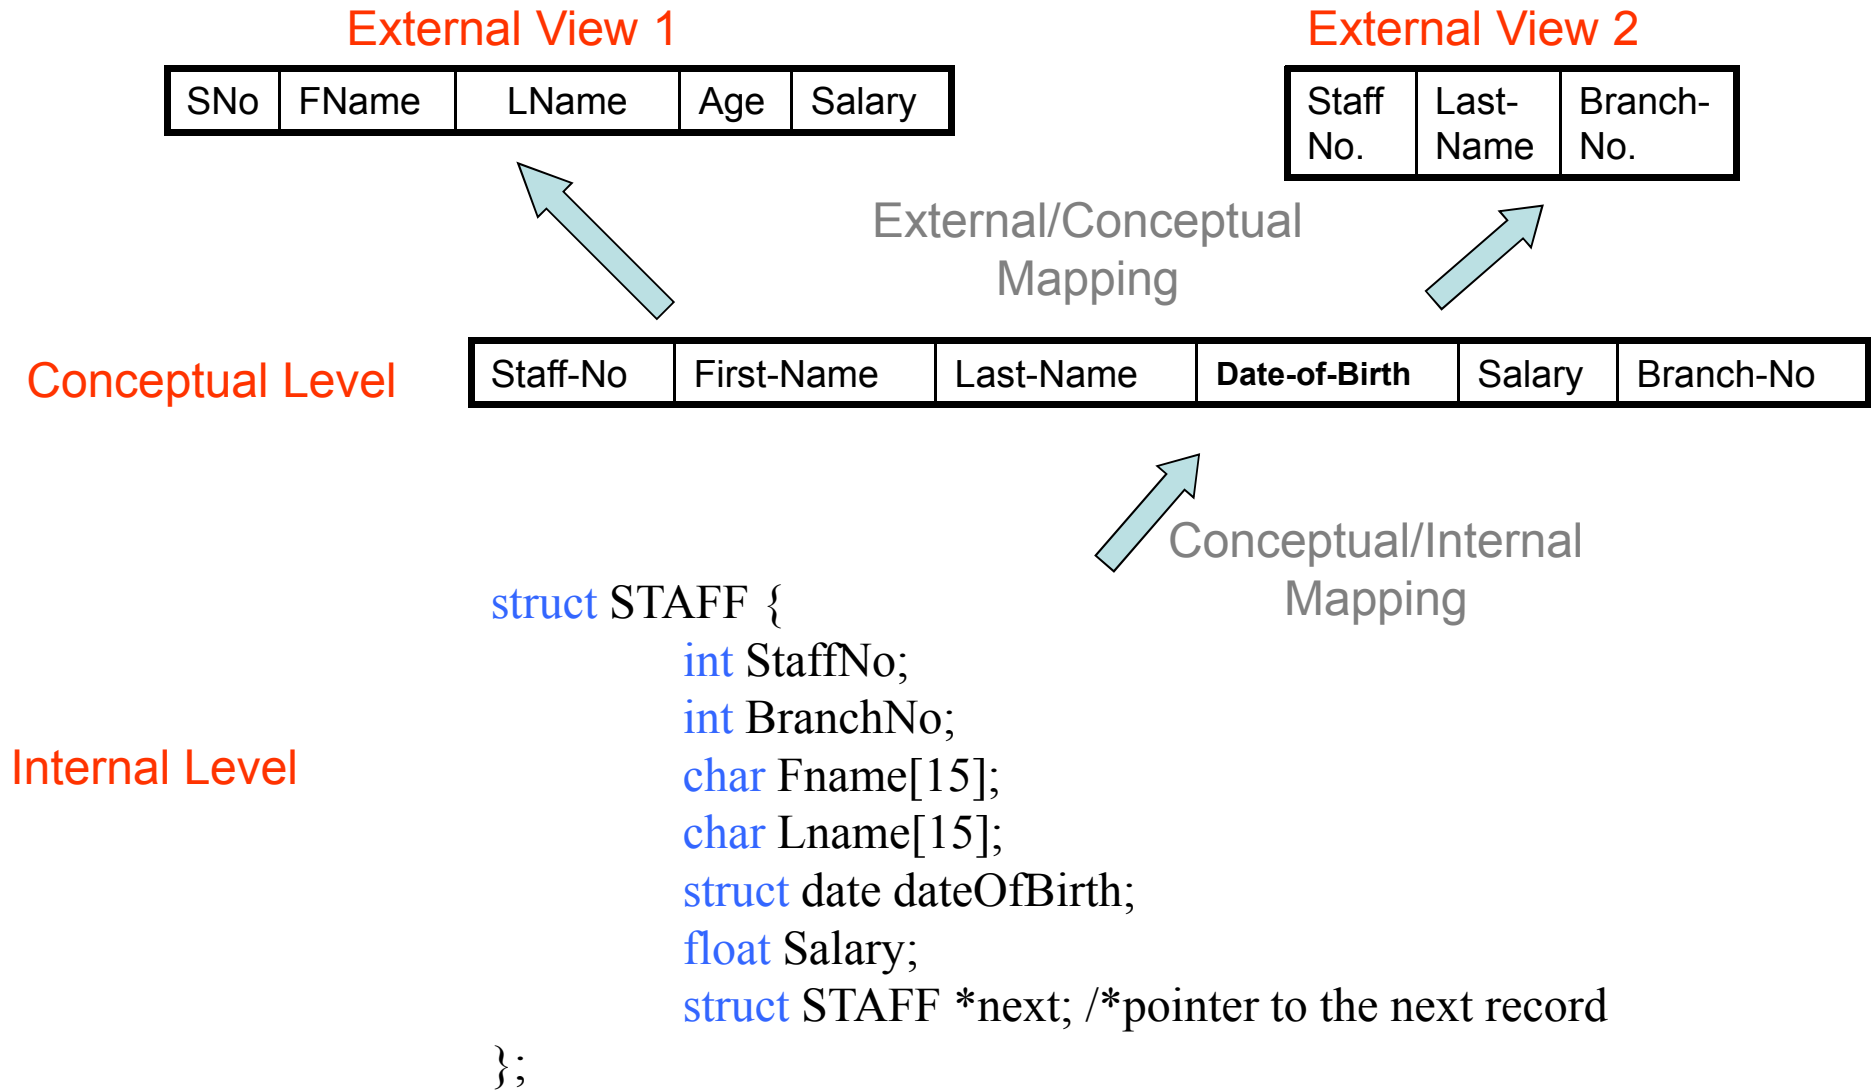 External View 1
External View 2
SNo FName LName Age Salary
Staff No.
Last-Name
Branch-No.
External/Conceptual
Mapping
Conceptual Level
Staff-No First-Name Last-Name Date-of-Birth Salary Branch-No
Conceptual/Internal
Mapping
Internal Level
struct STAFF {
int StaffNo;
int BranchNo;
char Fname[15];
char Lname[15];
struct date dateOfBirth;
float Salary;
struct STAFF *next; /*pointer to the next record
};